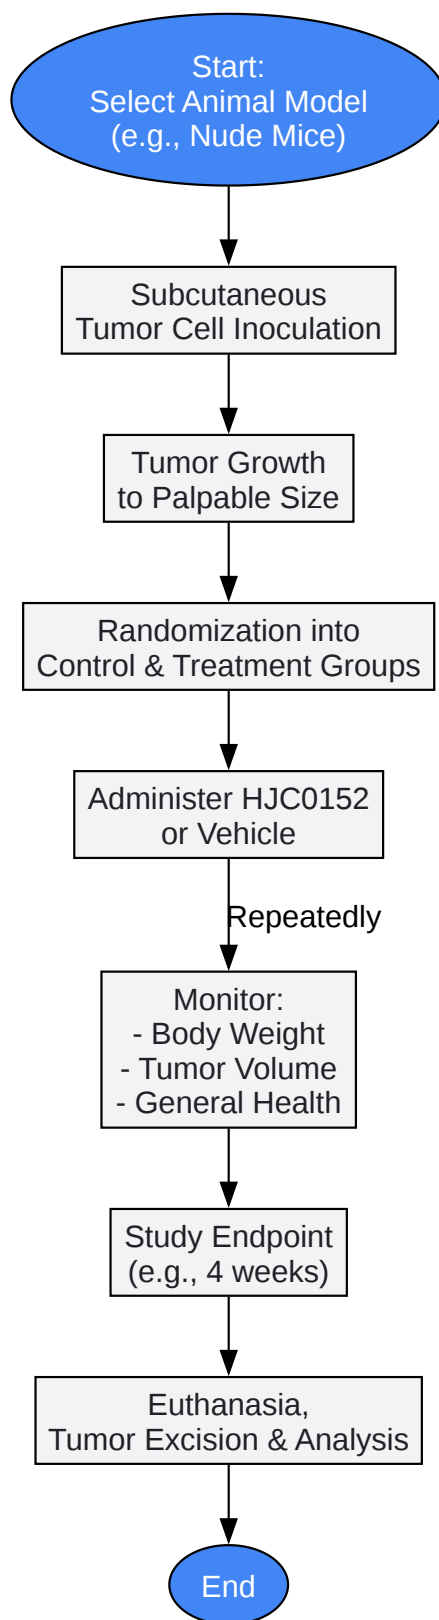 Start:
Select Animal Model
(e.g., Nude Mice)
Subcutaneous
Tumor Cell Inoculation
Tumor Growth
to Palpable Size
Randomization into
Control & Treatment Groups
Administer HJC0152
or Vehicle
Repeatedly
Monitor:
- Body Weight
- Tumor Volume
- General Health
Study Endpoint
(e.g., 4 weeks)
Euthanasia,
Tumor Excision & Analysis
End